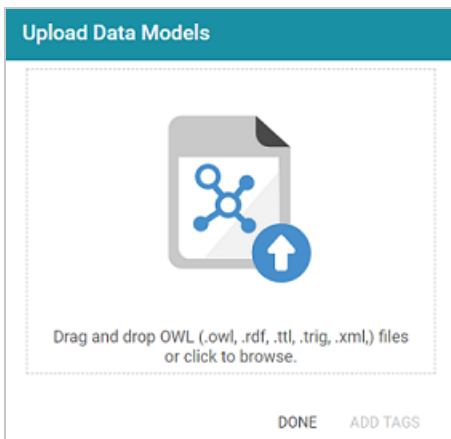 Upload Data Models
Drag and drop OWL (.owl, .rdf, .ttl, .trig, .xml,) files
or click to browse.
DONE ADD TAGS